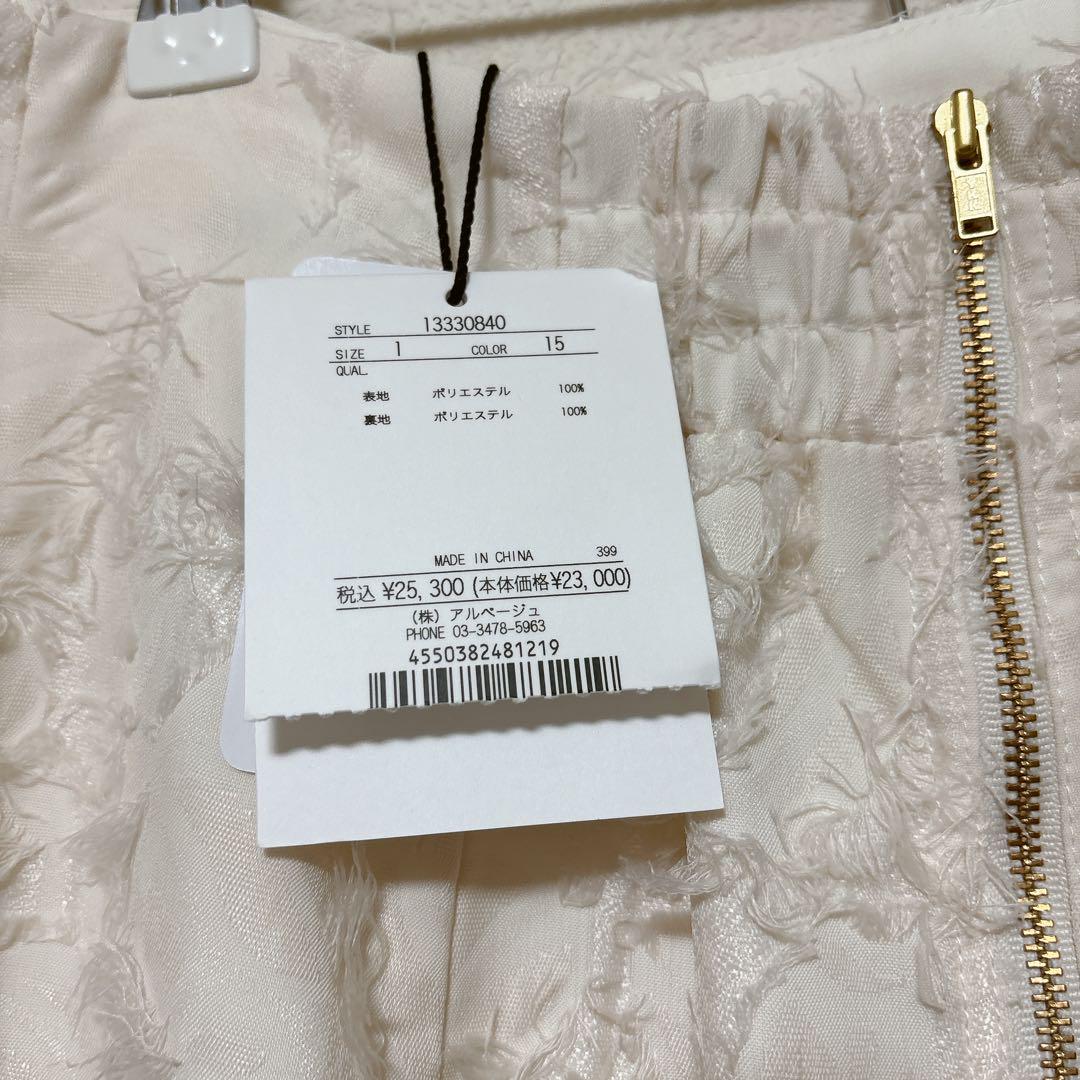 STYLE 13330840
SIZE 1 COLOR 15
QUAL.
表地 ポリエステル 100%
裏地 ポリエステル 100%
MADE IN CHINA 399
税込 ¥25,300 (本体価格¥23,000)
(株) アルページュ
PHONE 03-3478-5963
4550382481219